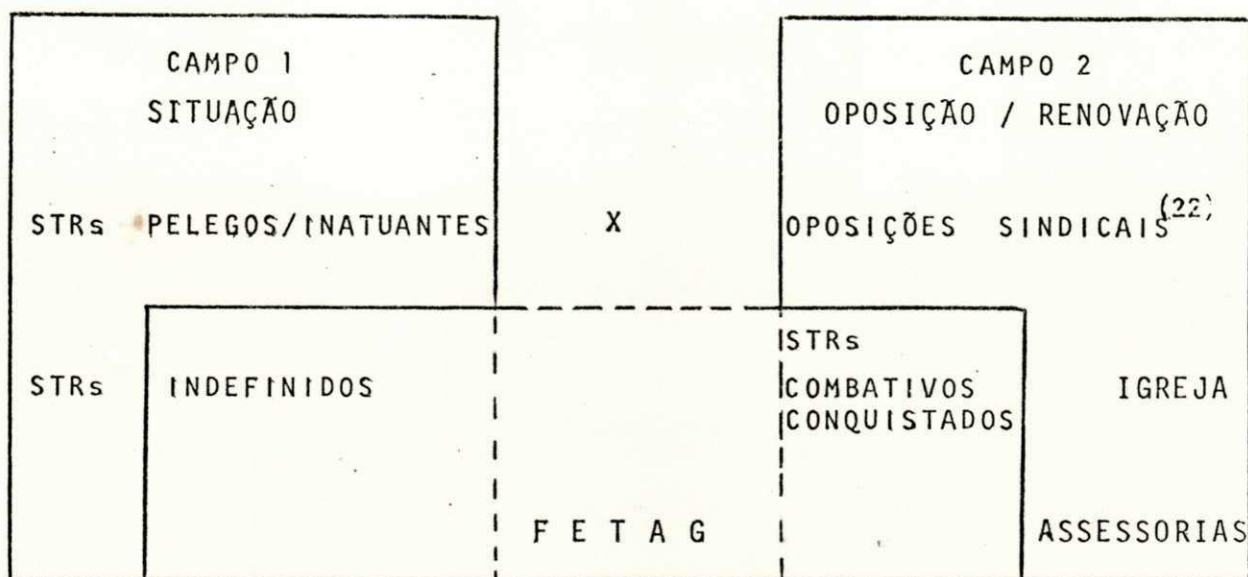 CAMPO 1
SITUAÇÃO
STRs PELEGOS/INATUANTES
STRs INDEFINIDOS
X
FETAG
CAMPO 2
OPOSIÇÃO / RENOVAÇÃO
OPOSIÇÕES SINDICAIS(22)
STRs
COMBATIVOS
CONQUISTADOS
IGREJA
ASSESSORIAS